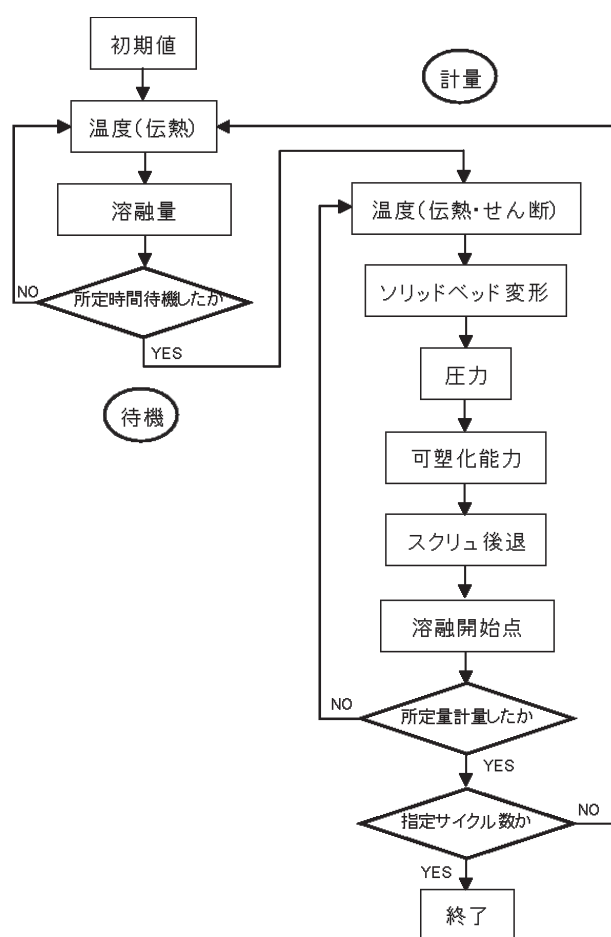 初期値
計量
温度(伝熱)
溶融量
所定時間待機したか
NO
YES
待機
温度(伝熱・せん断)
ソリッドベッド変形
圧力
可塑化能力
スクリュ後退
溶融開始点
所定量計量したか
NO
YES
指定サイクル数か
NO
YES
終了